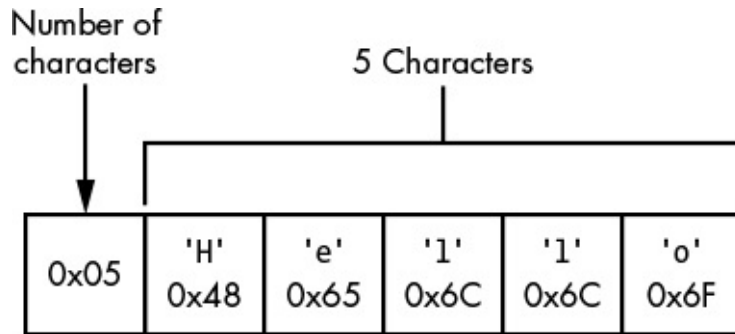 Number of
characters
5 Characters
0x05
'H'
0x48
'e'
0x65
'l'
0x6C
'l'
0x6C
'o'
0x6F